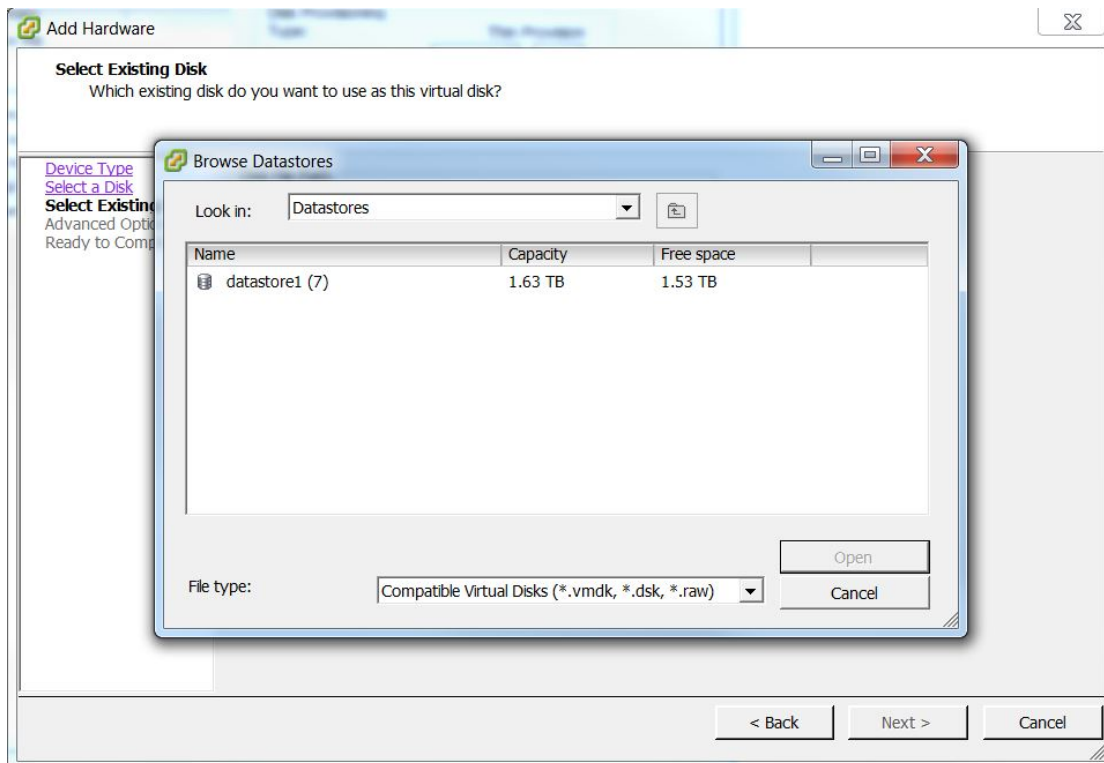 Add Hardware
Select Existing Disk
Which existing disk do you want to use as this virtual disk?
Device Type
Select a Disk
Select Existing
Advanced Optio
Ready to Comp
Browse Datastores
Look in: Datastores
Name Capacity Free space
datastore1 (7) 1.63 TB 1.53 TB
File type: Compatible Virtual Disks (*.vmdk, *.dsk, *.raw)
Open
Cancel
< Back Next > Cancel